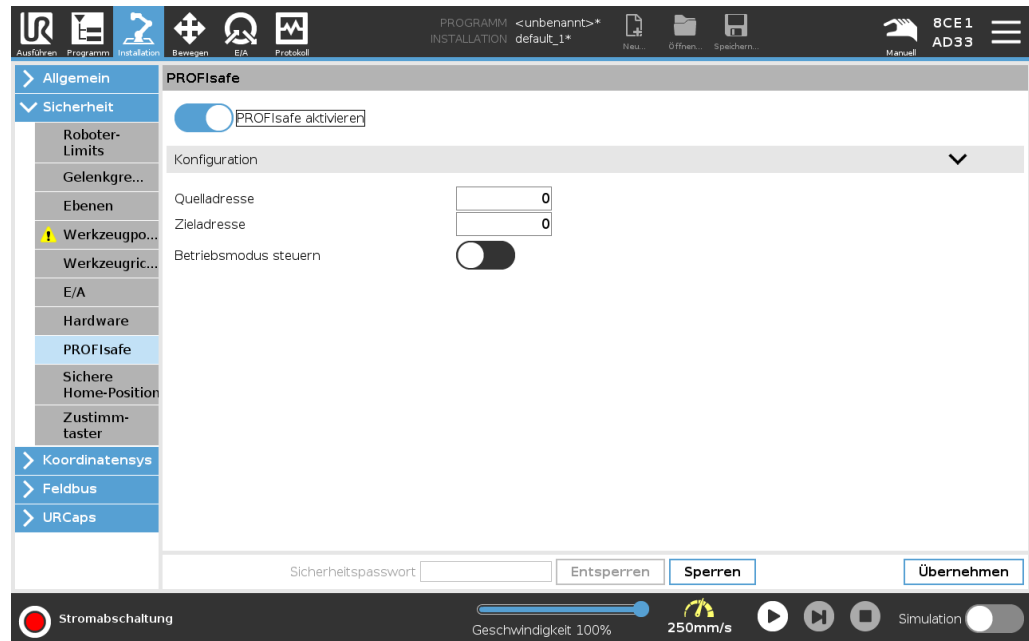 UR
Ausführen
Programm
Installation
Bewegen
E/A
Protokoll
PROGRAMM <unbenannt>*
INSTALLATION default_1*
Neu...
Öffnen...
Speichern...
Manuell
8CE1
AD33
Allgemein
Sicherheit
Roboter-
Limits
Gelenkgre...
Ebenen
Werkzeugpo...
Werkzeugric...
E/A
Hardware
PROFIsafe
Sichere
Home-Position
Zustimm-
taster
Koordinatensys
Feldbus
URCaps
PROFIsafe
PROFIsafe aktivieren
Konfiguration
Quelladresse 0
Zieladresse 0
Betriebsmodus steuern
Sicherheitspasswort
Entsperren
Sperren
Übernehmen
Stromabschaltung
Geschwindigkeit 100%
250mm/s
Simulation